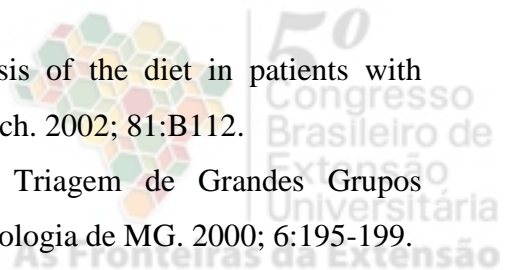 5º
Congresso
Brasileiro de
Extensão
Universitária
As Fronteiras da Extensão
sis of the diet in patients with
ch. 2002; 81:B112.
Triagem de Grandes Grupos
ologia de MG. 2000; 6:195-199.